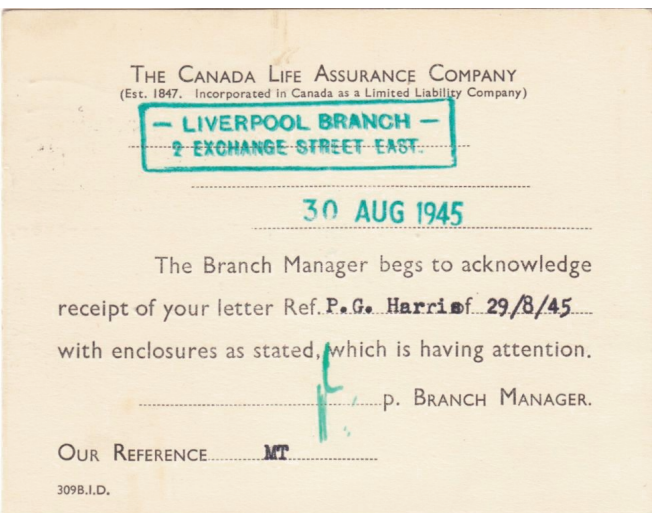 THE CANADA LIFE ASSURANCE COMPANY
(Est. 1847. Incorporated in Canada as a Limited Liability Company)
— LIVERPOOL BRANCH —
2 EXCHANGE STREET EAST.
30 AUG 1945
The Branch Manager begs to acknowledge
receipt of your letter Ref. P.G. Harris of 29/8/45
with enclosures as stated, which is having attention.
p. BRANCH MANAGER.
OUR REFERENCE MT
309B.I.D.